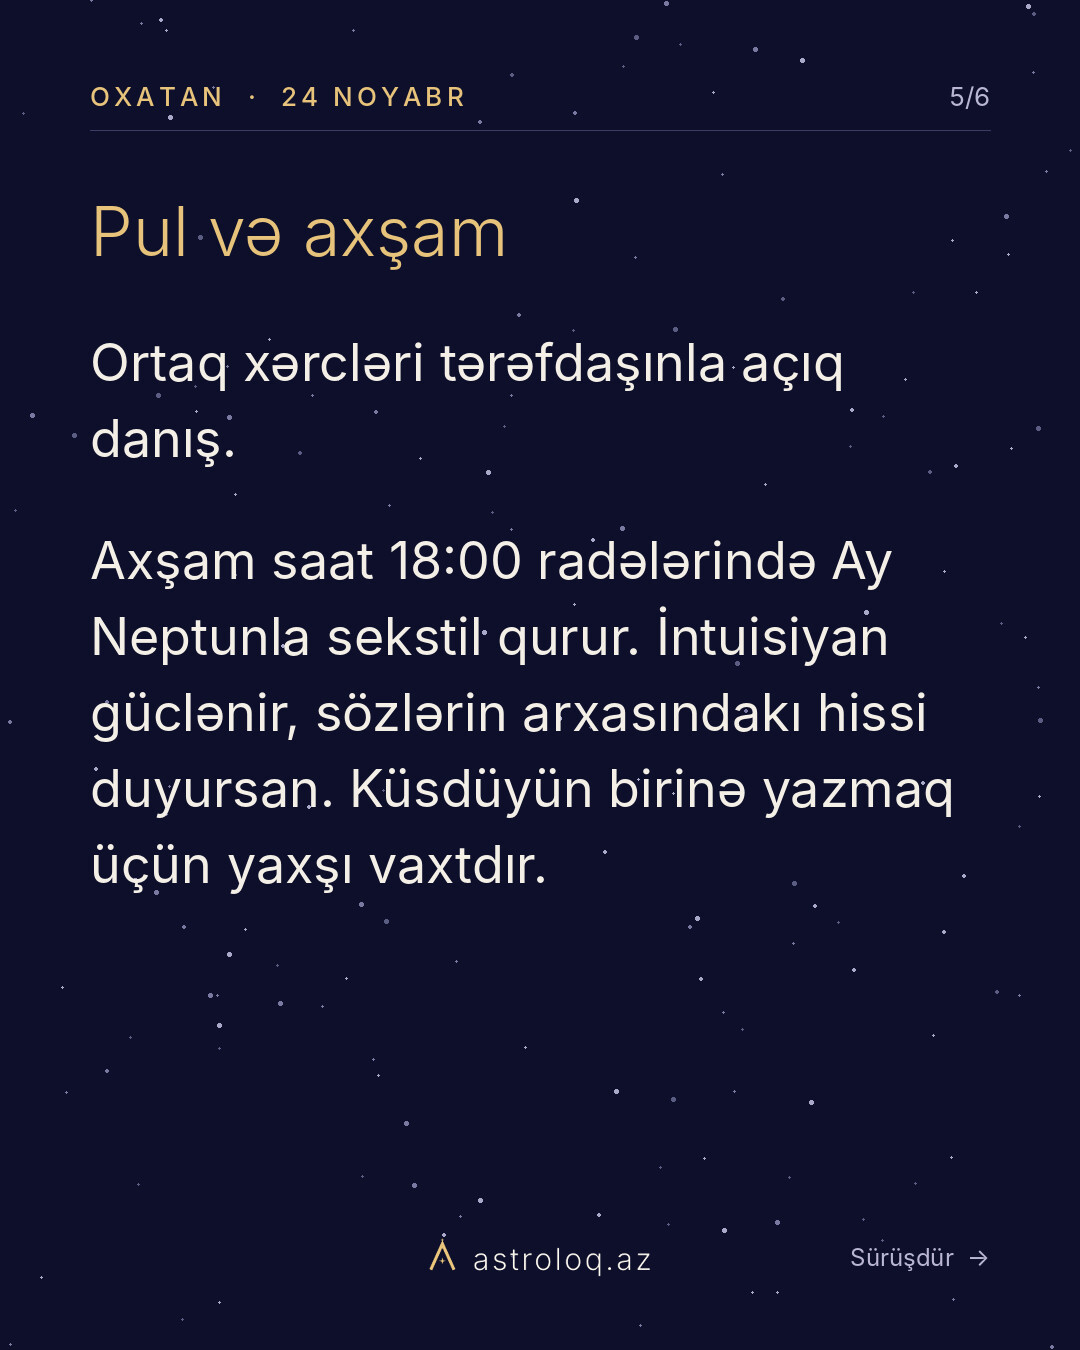 OXATAN · 24 NOYABR
5/6
Pul və axşam
Ortaq xərcləri tərəfdaşınla açıq
danış.
Axşam saat 18:00 radələrində Ay
Neptunla sekstil qurur. İntuisiyan
güclənir, sözlərin arxasındakı hissi
duyursan. Küsdüyün birinə yazmaq
üçün yaxşı vaxtdır.
astroloq.az
Sürüşdür →